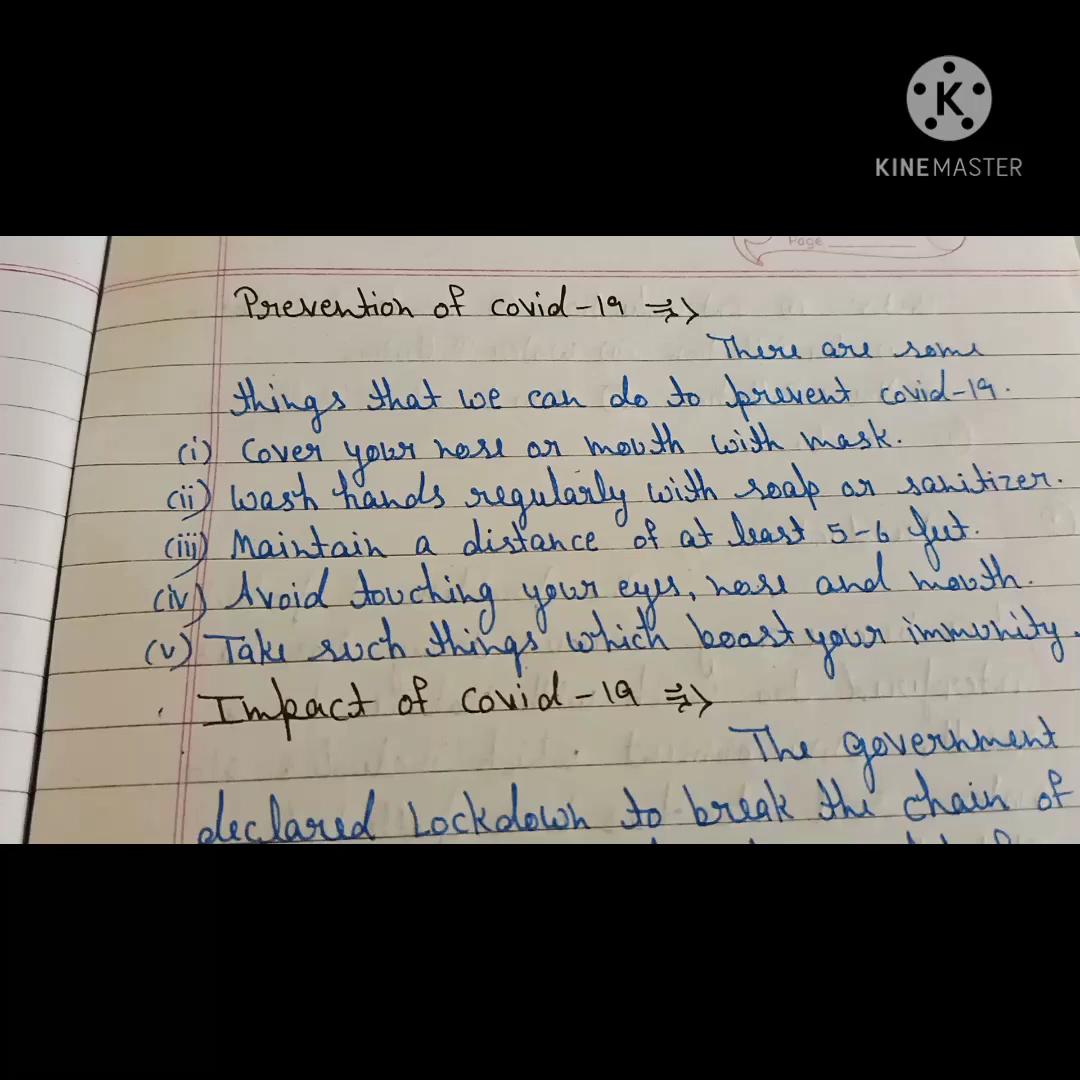 K
KINEMASTER
Page
Prevention of covid-19 =>
There are some
things that we can do to prevent covid-19.
(i) Cover your nose or mouth with mask.
(ii) Wash hands regularly with soap or sanitizer.
(iii) Maintain a distance of at least 5-6 feet.
(iv) Avoid touching your eyes, nose and mouth.
(v) Take such things which boast your immunity.
Impact of Covid-19 =>
The government
declared Lockdown to break the chain of